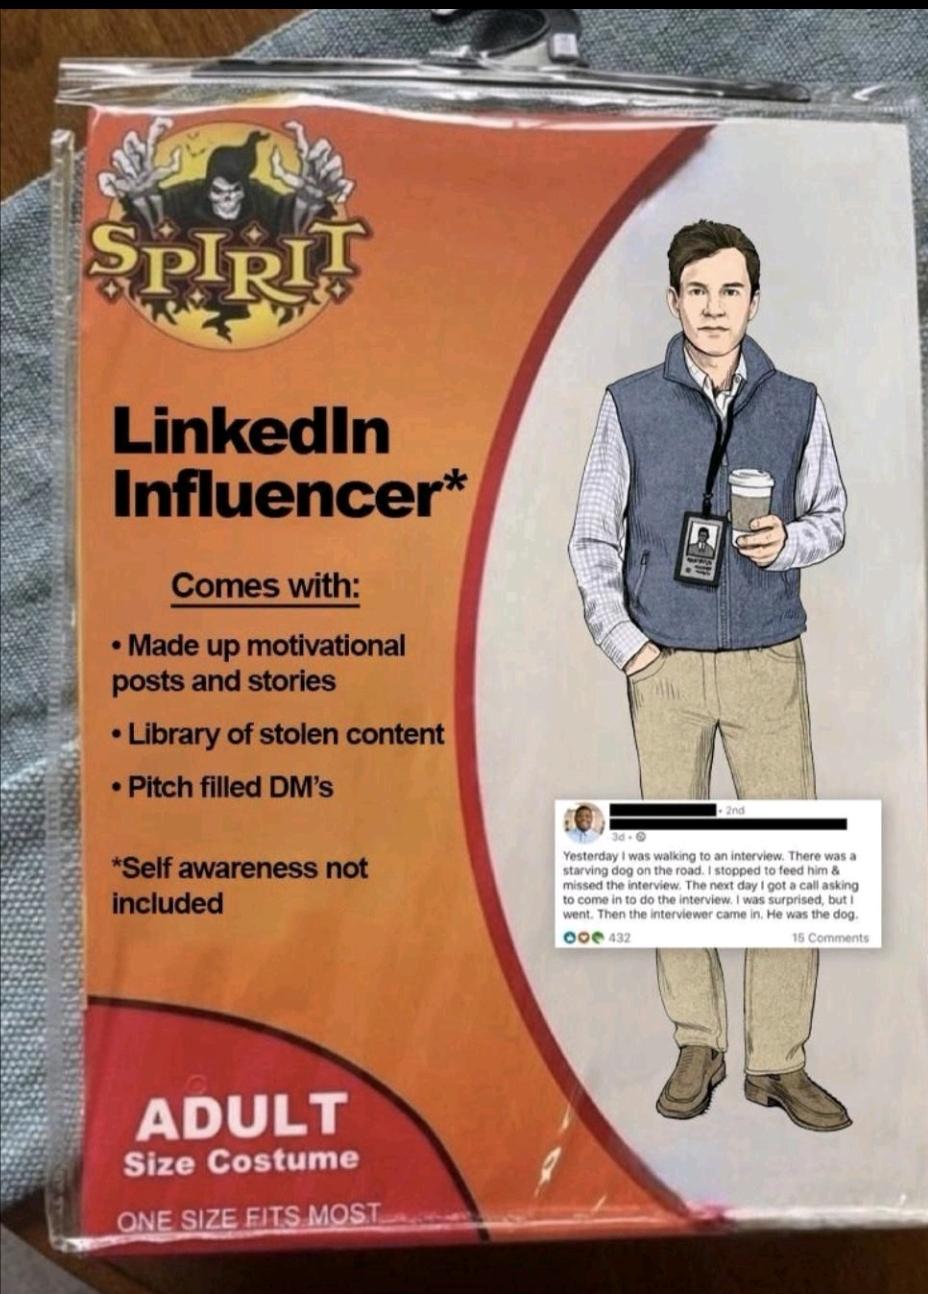 SPIRIT
LinkedIn
Influencer*
Comes with:
• Made up motivational
posts and stories
• Library of stolen content
• Pitch filled DM's
*Self awareness not
included
• 2nd
3d •
Yesterday I was walking to an interview. There was a
starving dog on the road. I stopped to feed him &
missed the interview. The next day I got a call asking
to come in to do the interview. I was surprised, but I
went. Then the interviewer came in. He was the dog.
432
15 Comments
ADULT
Size Costume
ONE SIZE FITS MOST